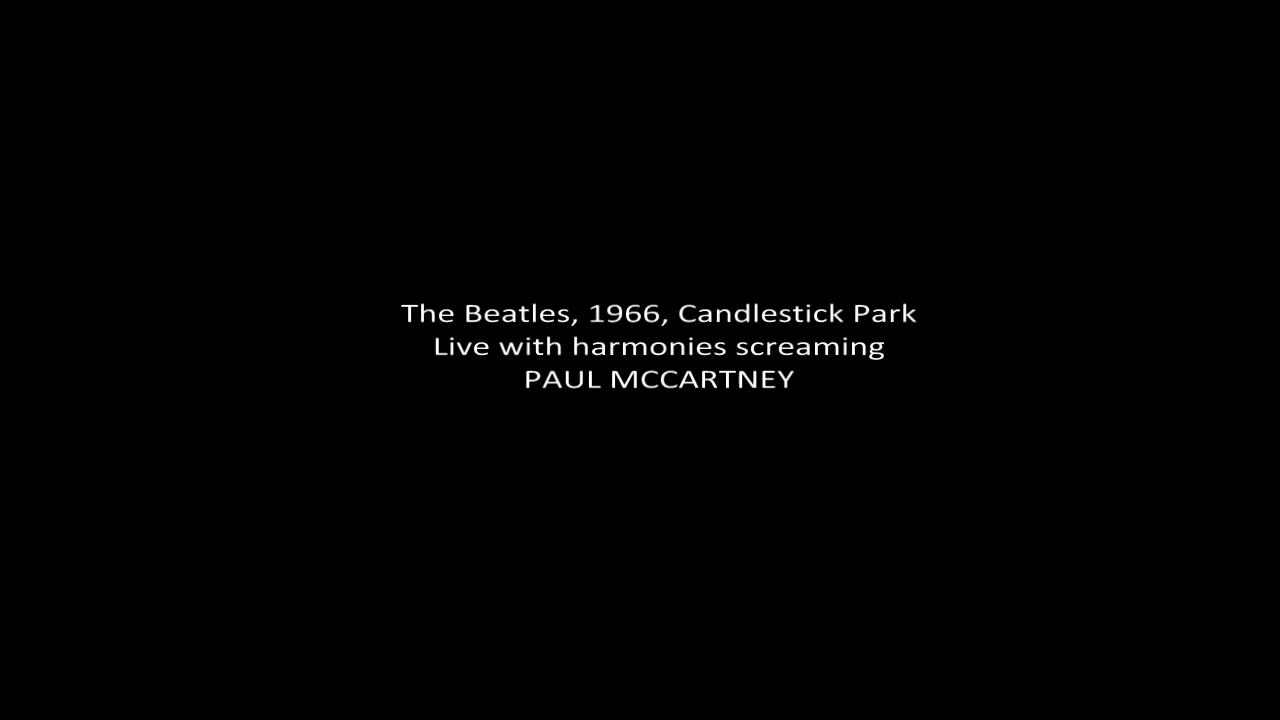 The Beatles, 1966, Candlestick Park
Live with harmonies screaming
PAUL MCCARTNEY